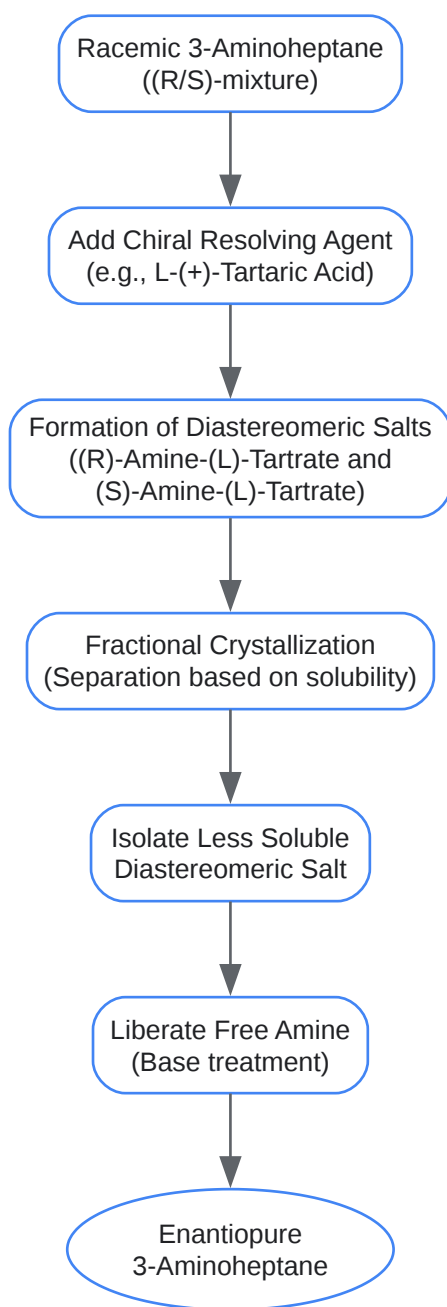 Racemic 3-Aminoheptane
((R/S)-mixture)
Add Chiral Resolving Agent
(e.g., L-(+)-Tartaric Acid)
Formation of Diastereomeric Salts
((R)-Amine-(L)-Tartrate and
(S)-Amine-(L)-Tartrate)
Fractional Crystallization
(Separation based on solubility)
Isolate Less Soluble
Diastereomeric Salt
Liberate Free Amine
(Base treatment)
Enantiopure
3-Aminoheptane